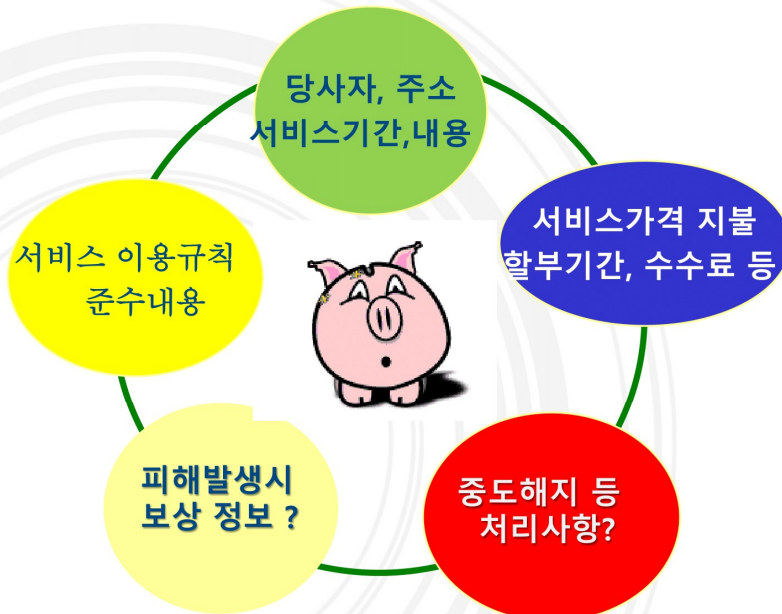 당사자, 주소
서비스기간,내용
서비스가격 지불
할부기간, 수수료 등
중도해지 등
처리사항?
피해발생시
보상 정보 ?
서비스 이용규칙
준수내용